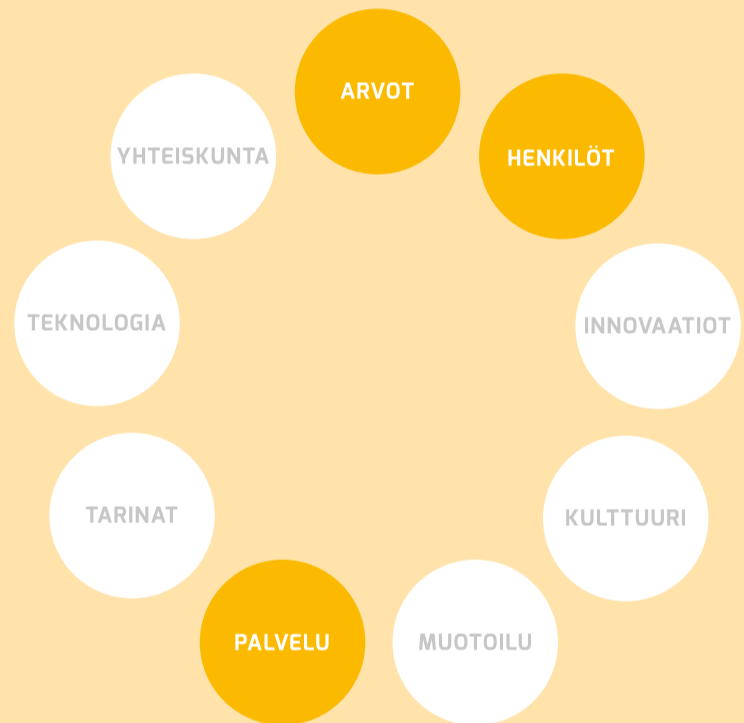 ARVOT
HENKILÖT
INNOVAATIOT
KULTTUURI
MUOTOILU
PALVELU
TARINAT
TEKNOLOGIA
YHTEISKUNTA